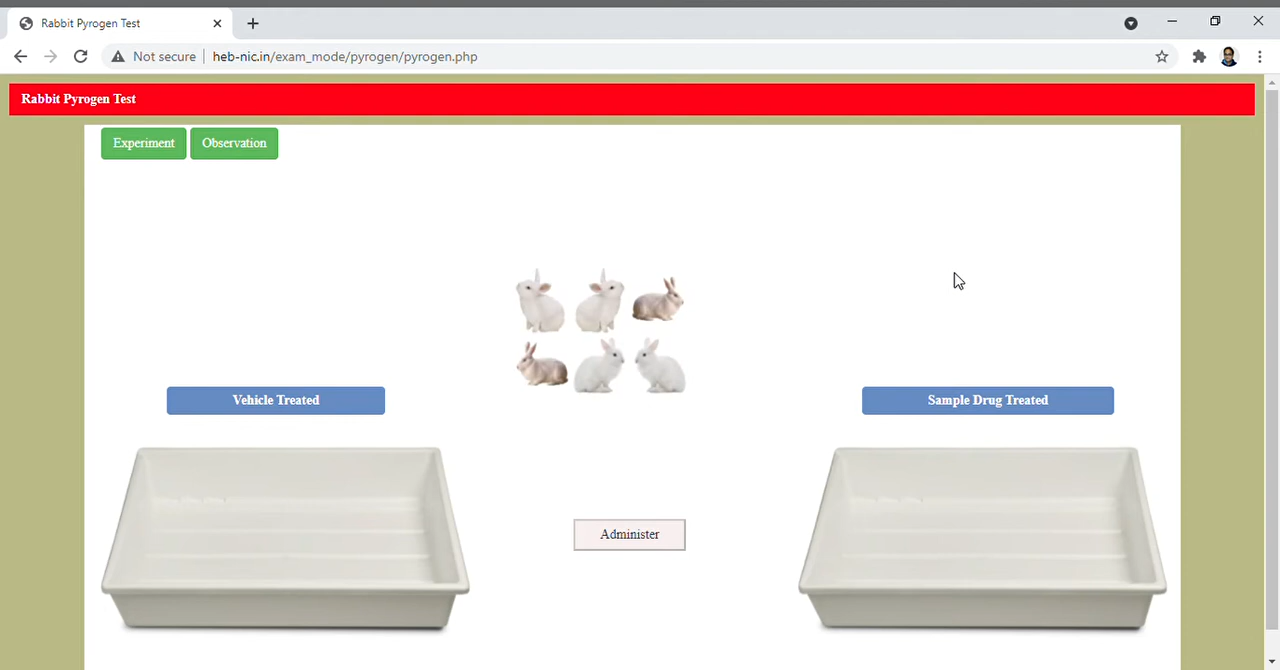 Rabbit Pyrogen Test
Not secure heb-nic.in/exam_mode/pyrogen/pyrogen.php
Rabbit Pyrogen Test
Experiment Observation
Vehicle Treated
Sample Drug Treated
Administer